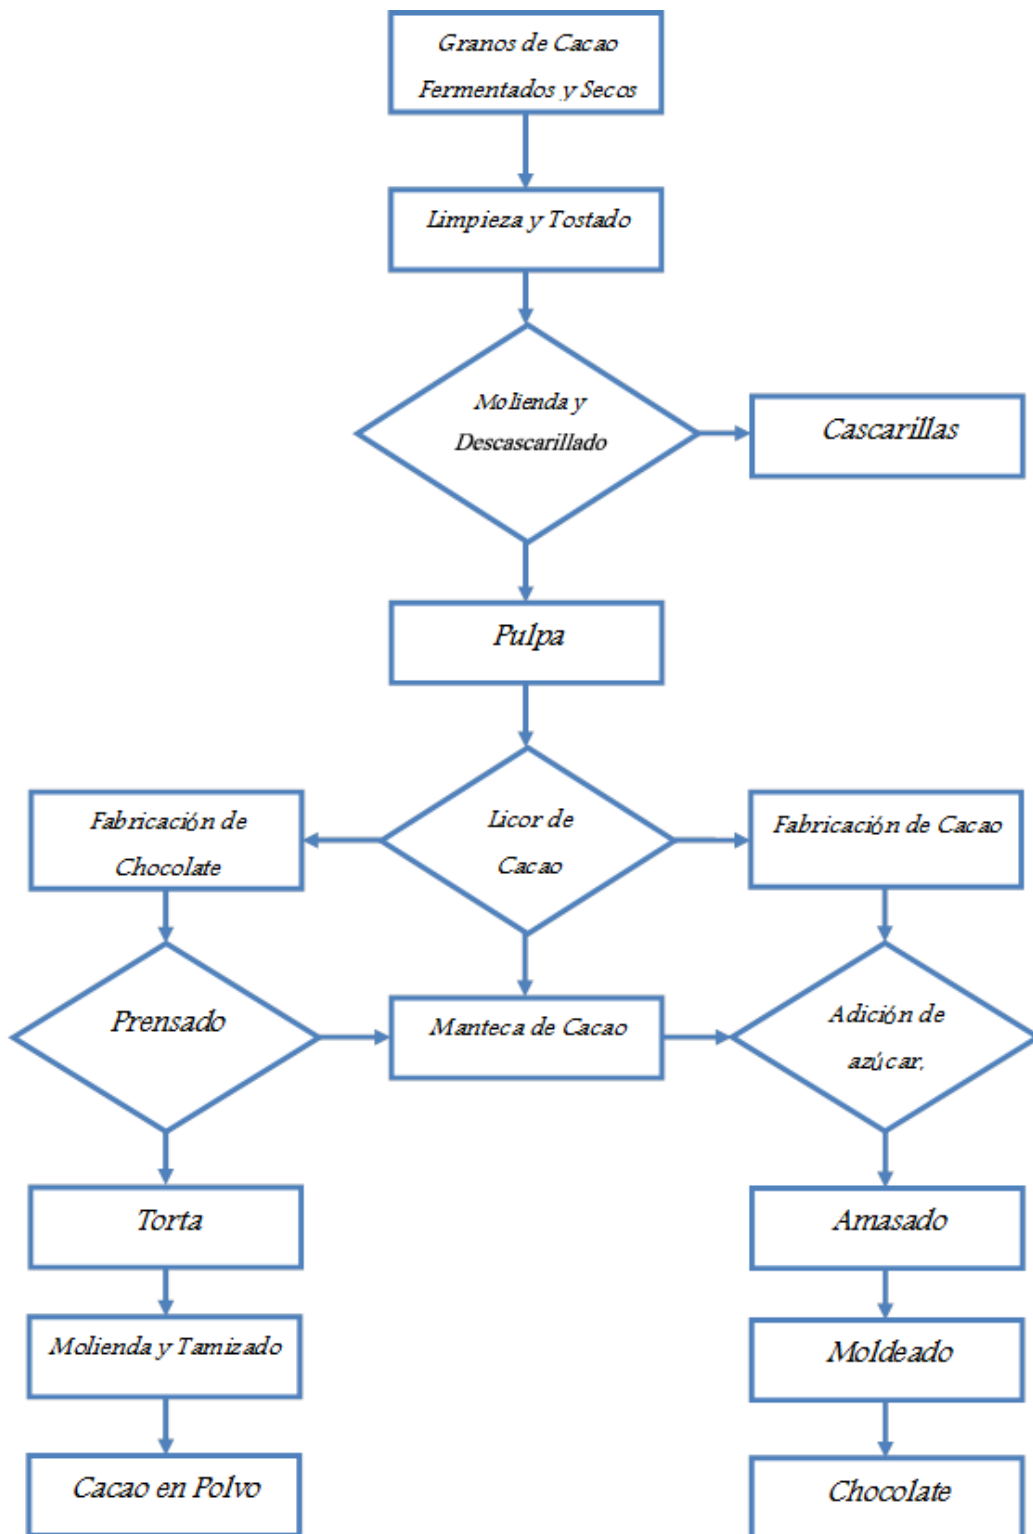 Granos de Cacao
Fermentados y Secos
Limpieza y Tostado
Molienda y
Descascarillado
Cascarillas
Pulpa
Fabricación de
Chocolate
Licor de
Cacao
Fabricación de Cacao
Prensado
Manteca de Cacao
Adición de
azúcar,
Torta
Amasado
Molienda y Tamizado
Moldeado
Cacao en Polvo
Chocolate